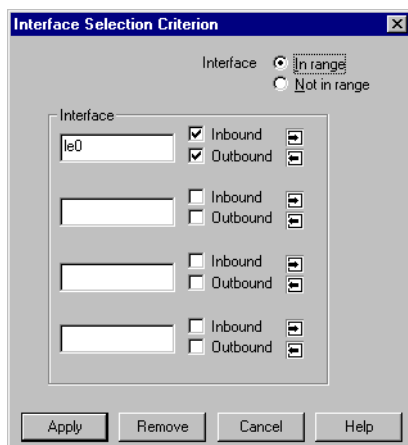 Interface Selection Criterion
Interface In range
Not in range
Interface
le0 Inbound
Outbound
Inbound
Outbound
Inbound
Outbound
Inbound
Outbound
Apply Remove Cancel Help